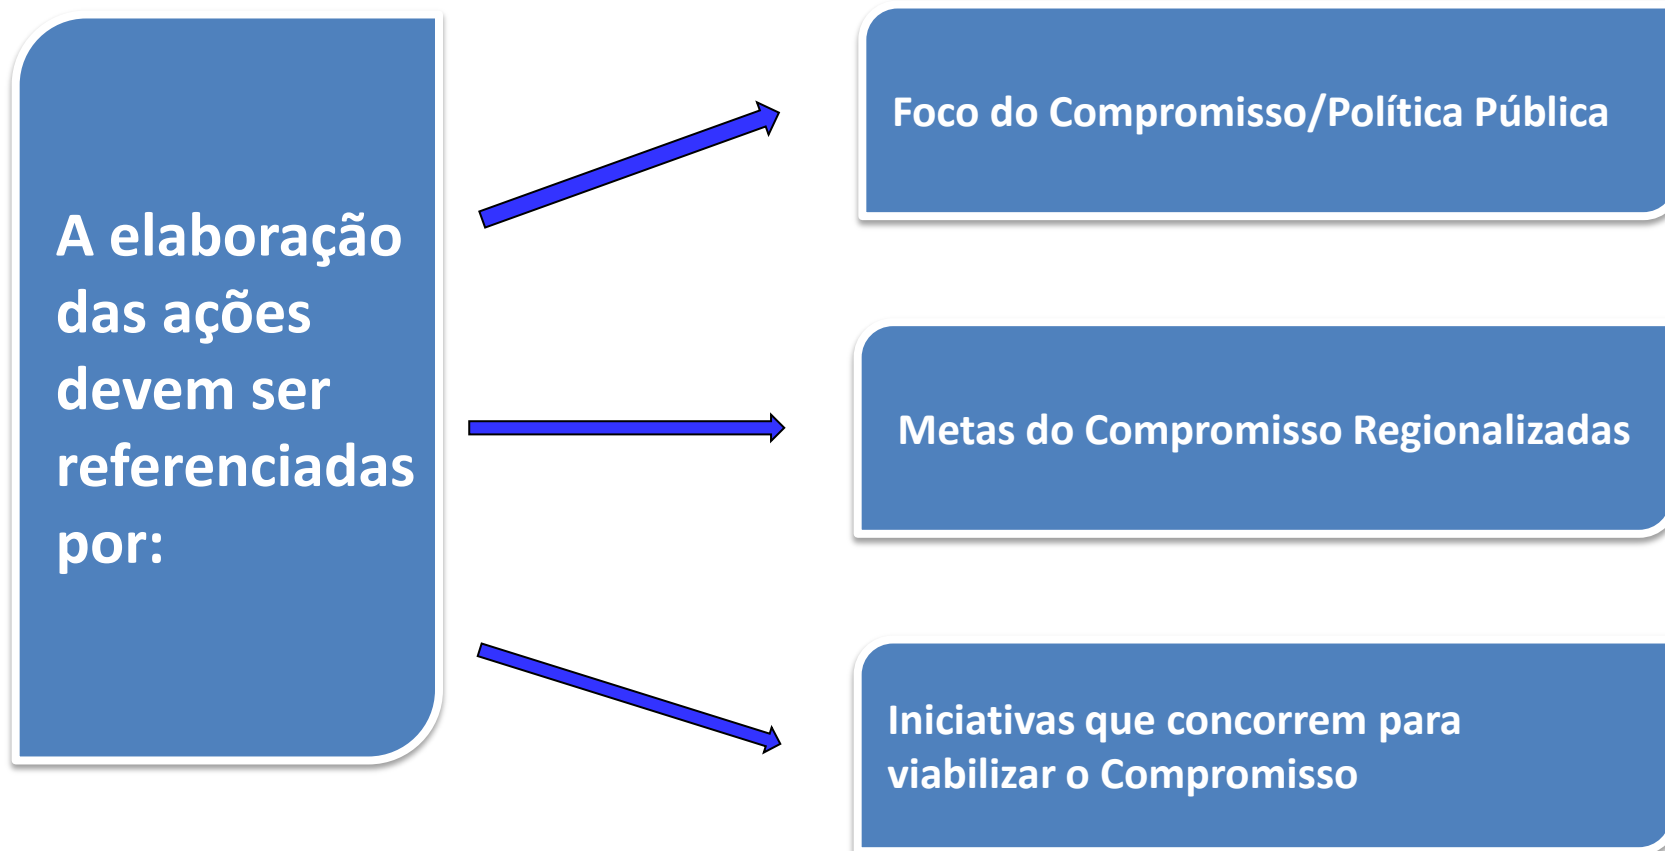 A elaboração
das ações
devem ser
referenciadas
por:
Foco do Compromisso/Política Pública
Metas do Compromisso Regionalizadas
Iniciativas que concorrem para
viabilizar o Compromisso